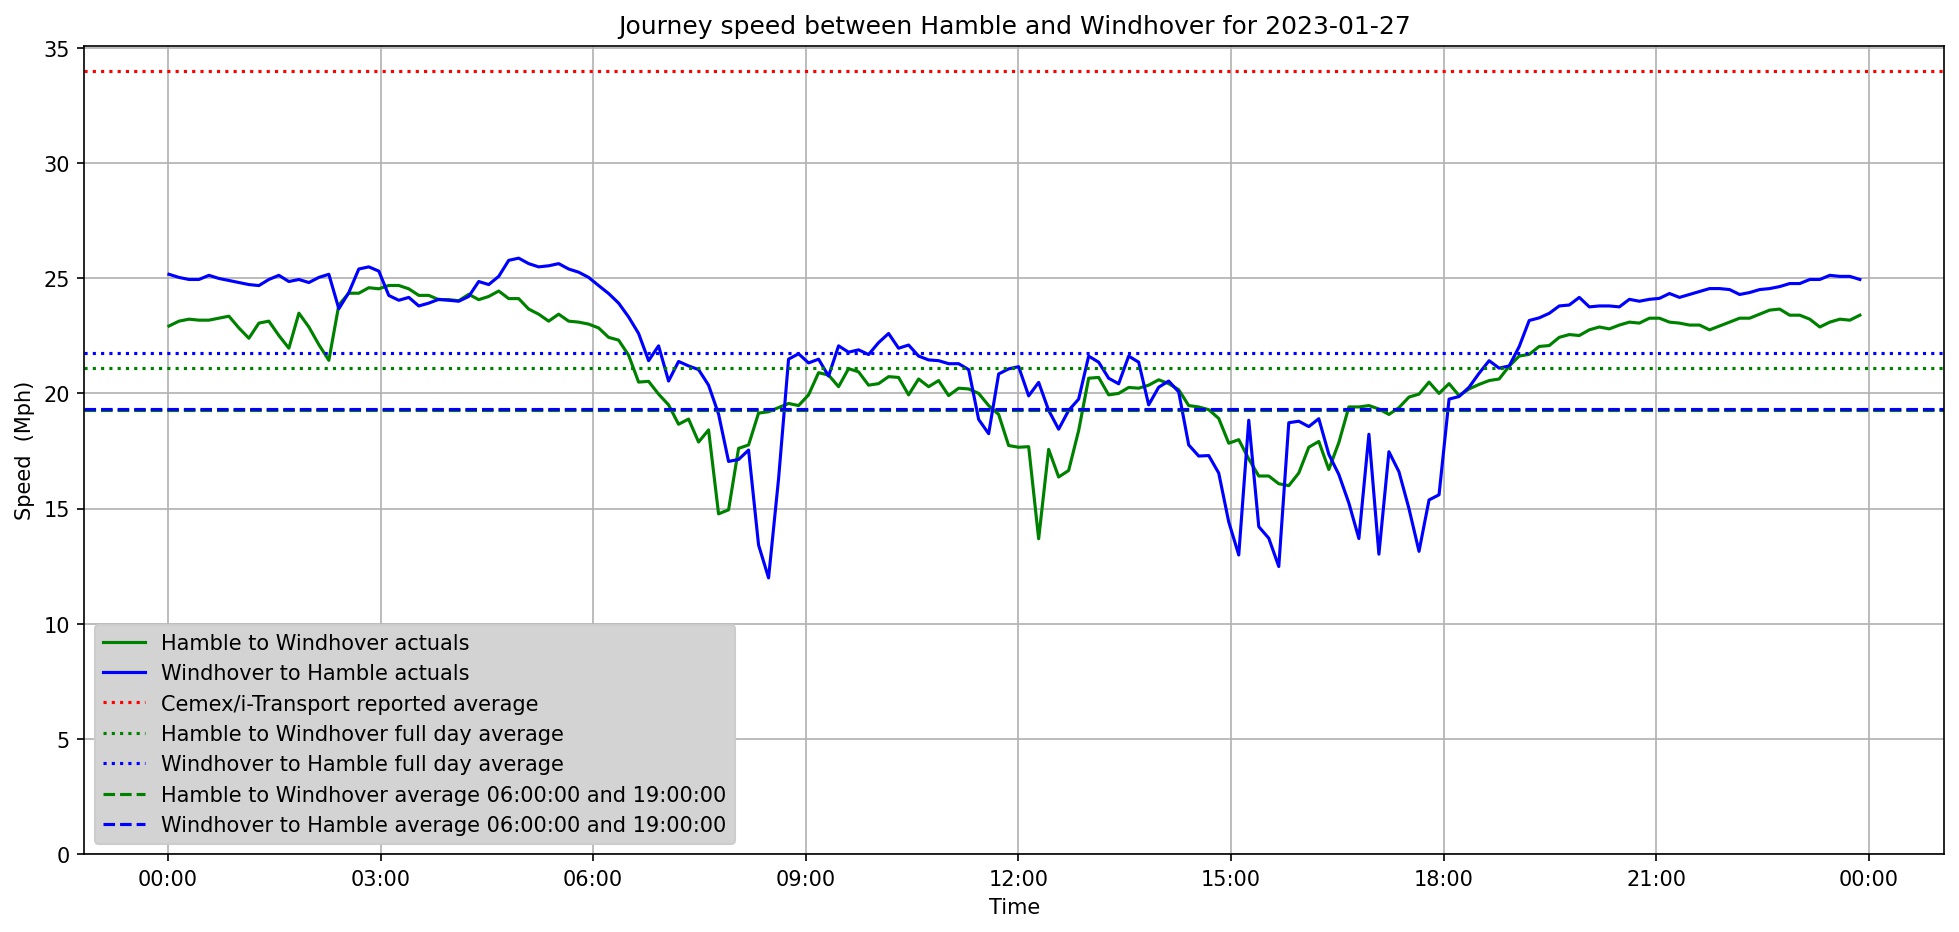 Journey speed between Hamble and Windhover for 2023-01-27
35
30
25
20
15
10
5
0
Speed (Mph)
Hamble to Windhover actuals
Windhover to Hamble actuals
Cemex/i-Transport reported average
Hamble to Windhover full day average
Windhover to Hamble full day average
Hamble to Windhover average 06:00:00 and 19:00:00
Windhover to Hamble average 06:00:00 and 19:00:00
00:00 03:00 06:00 09:00 12:00 15:00 18:00 21:00 00:00
Time